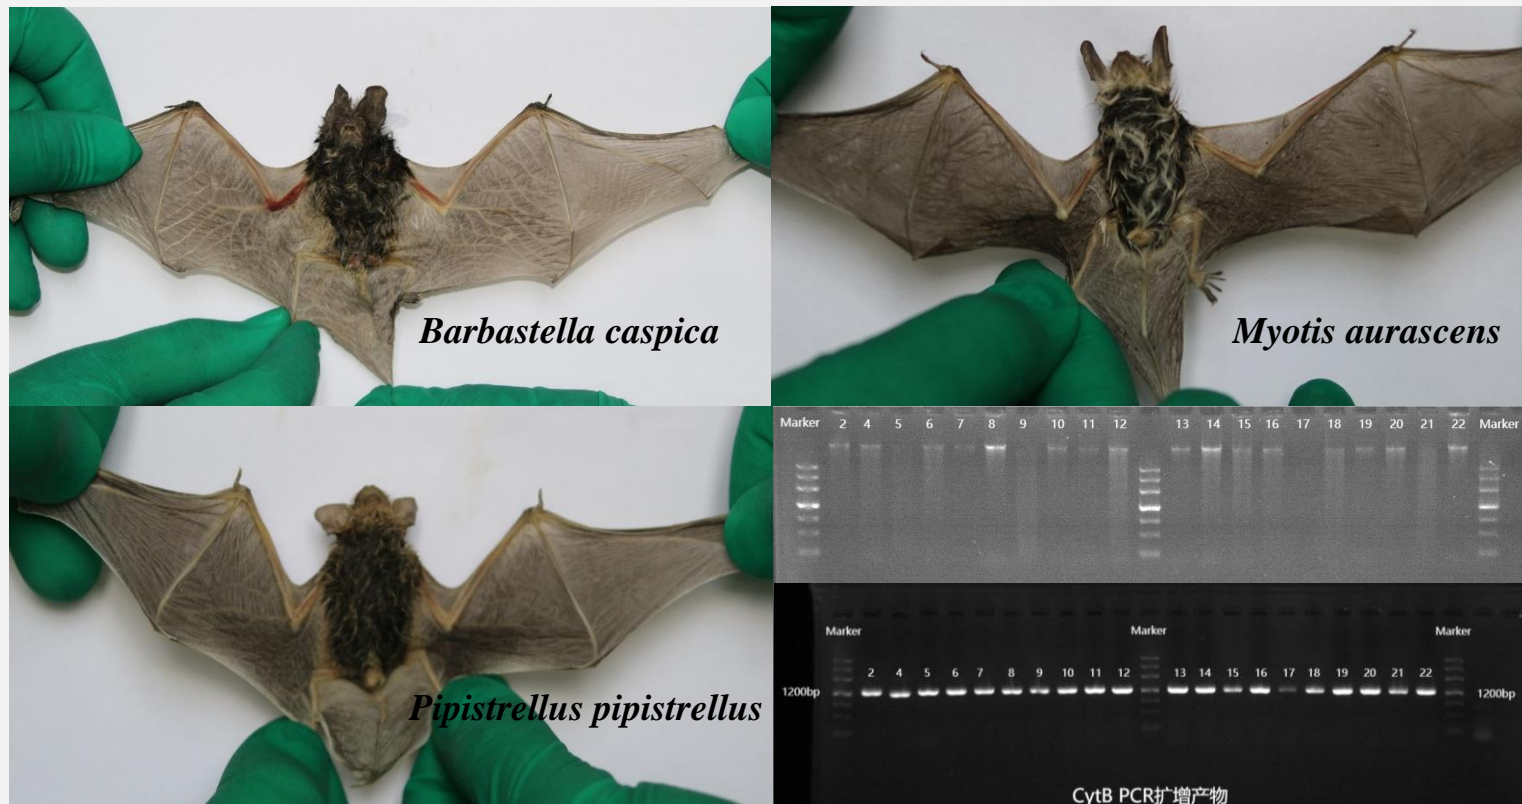 Barbastella caspica
Myotis aurascens
Pipistrellus pipistrellus
Marker 2 4 5 6 7 8 9 10 11 12 13 14 15 16 17 18 19 20 21 22 Marker
Marker Marker Marker
2 4 5 6 7 8 9 10 11 12 13 14 15 16 17 18 19 20 21 22
1200bp 1200bp
CytB PCR扩增产物